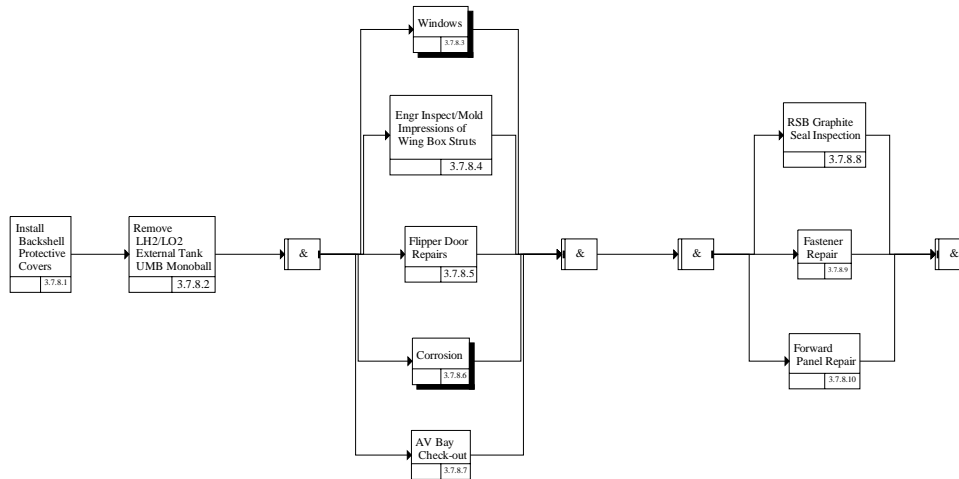 Install
Backshell
Protective
Covers
3.7.8.1
Remove
LH2/LO2
External Tank
UMB Monoball
3.7.8.2
&
Windows
3.7.8.3
Engr Inspect/Mold
Impressions of
Wing Box Struts
3.7.8.4
Flipper Door
Repairs
3.7.8.5
Corrosion
3.7.8.6
AV Bay
Check-out
3.7.8.7
&
&
RSB Graphite
Seal Inspection
3.7.8.8
Fastener
Repair
3.7.8.9
Forward
Panel Repair
3.7.8.10
&